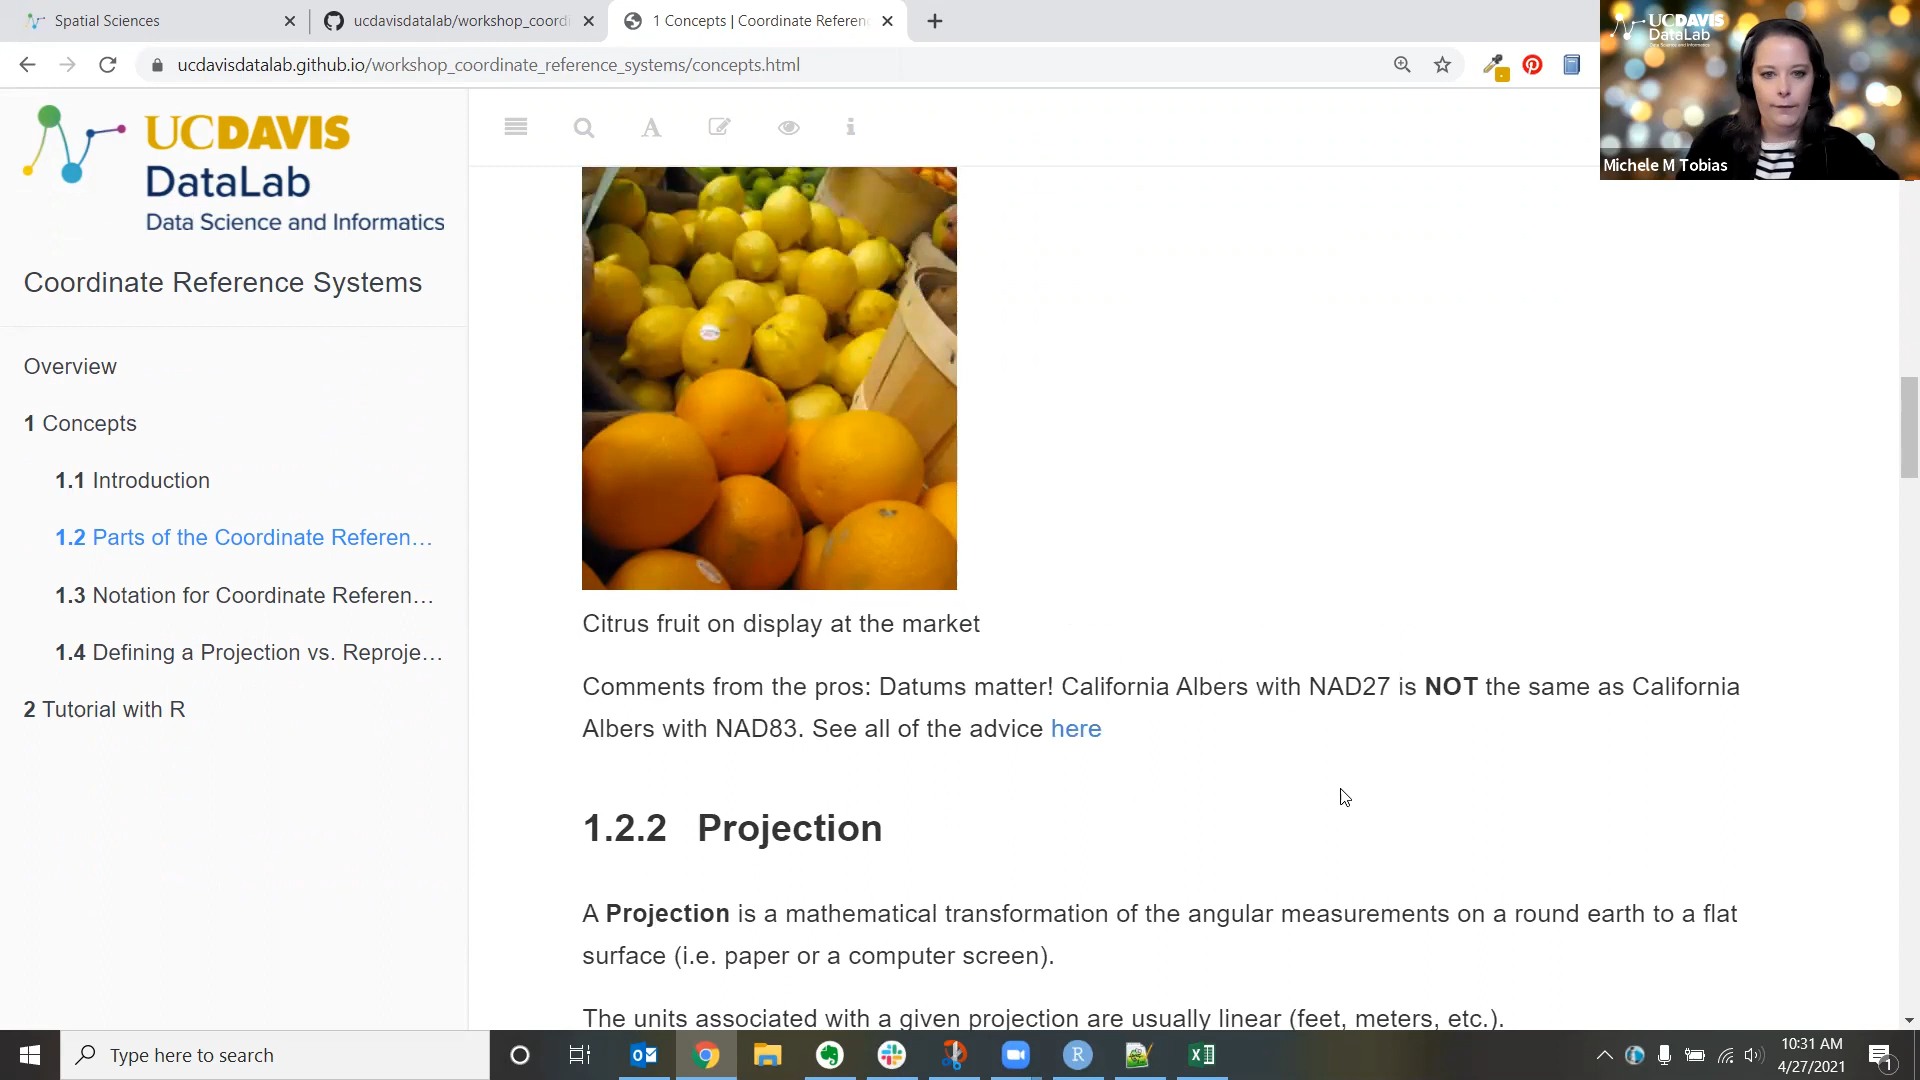 Spatial Sciences
ucdavisdatalab/workshop_coordi
1 Concepts | Coordinate Referen
ucdavisdatalab.github.io/workshop_coordinate_reference_systems/concepts.html
UCDAVIS
DataLab
Michele M Tobias
UCDAVIS
DataLab
Data Science and Informatics
Coordinate Reference Systems
Overview
1 Concepts
1.1 Introduction
1.2 Parts of the Coordinate Referen…
1.3 Notation for Coordinate Referen…
1.4 Defining a Projection vs. Reproje…
2 Tutorial with R
Citrus fruit on display at the market
Comments from the pros: Datums matter! California Albers with NAD27 is NOT the same as California
Albers with NAD83. See all of the advice here
1.2.2 Projection
A Projection is a mathematical transformation of the angular measurements on a round earth to a flat
surface (i.e. paper or a computer screen).
The units associated with a given projection are usually linear (feet, meters, etc.).
Type here to search
10:31 AM
4/27/2021
1